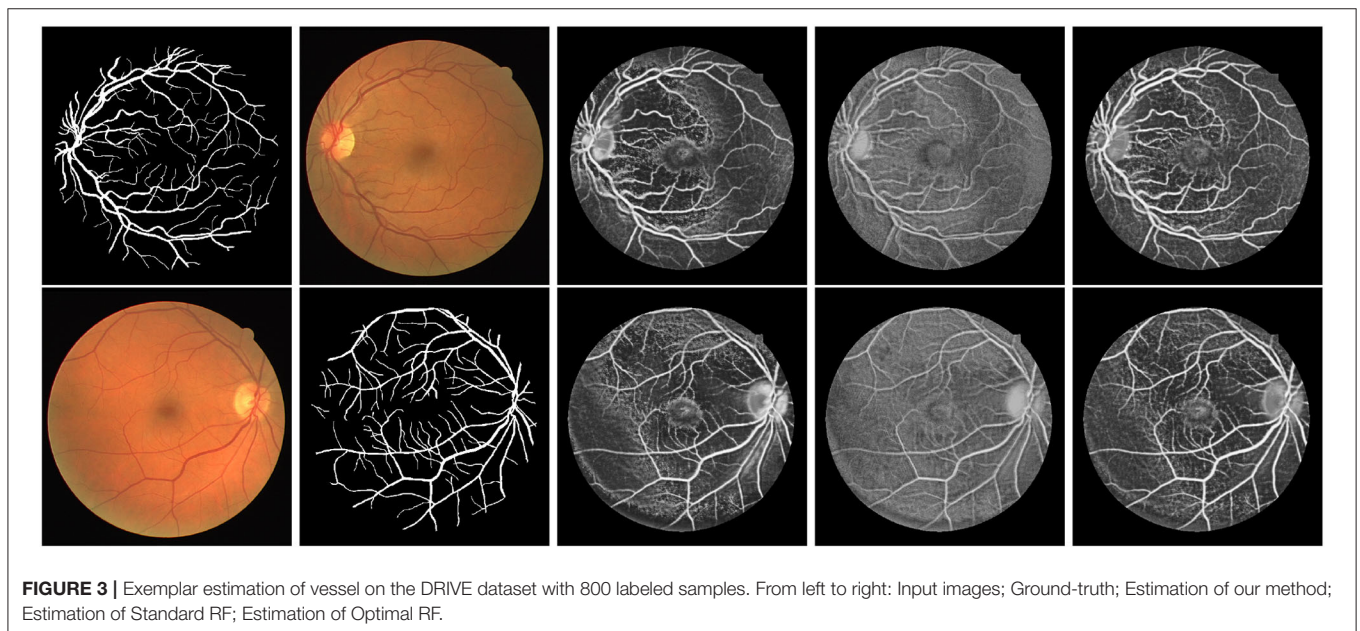 FIGURE 3 | Exemplar estimation of vessel on the DRIVE dataset with 800 labeled samples. From left to right: Input images; Ground-truth; Estimation of our method;
Estimation of Standard RF; Estimation of Optimal RF.